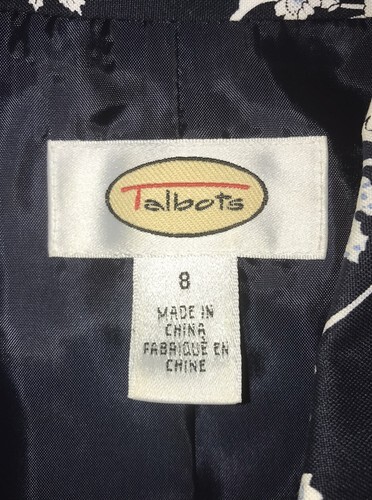 Talbots
8
MADE IN
CHINA
FABRIQUÉ EN
CHINE